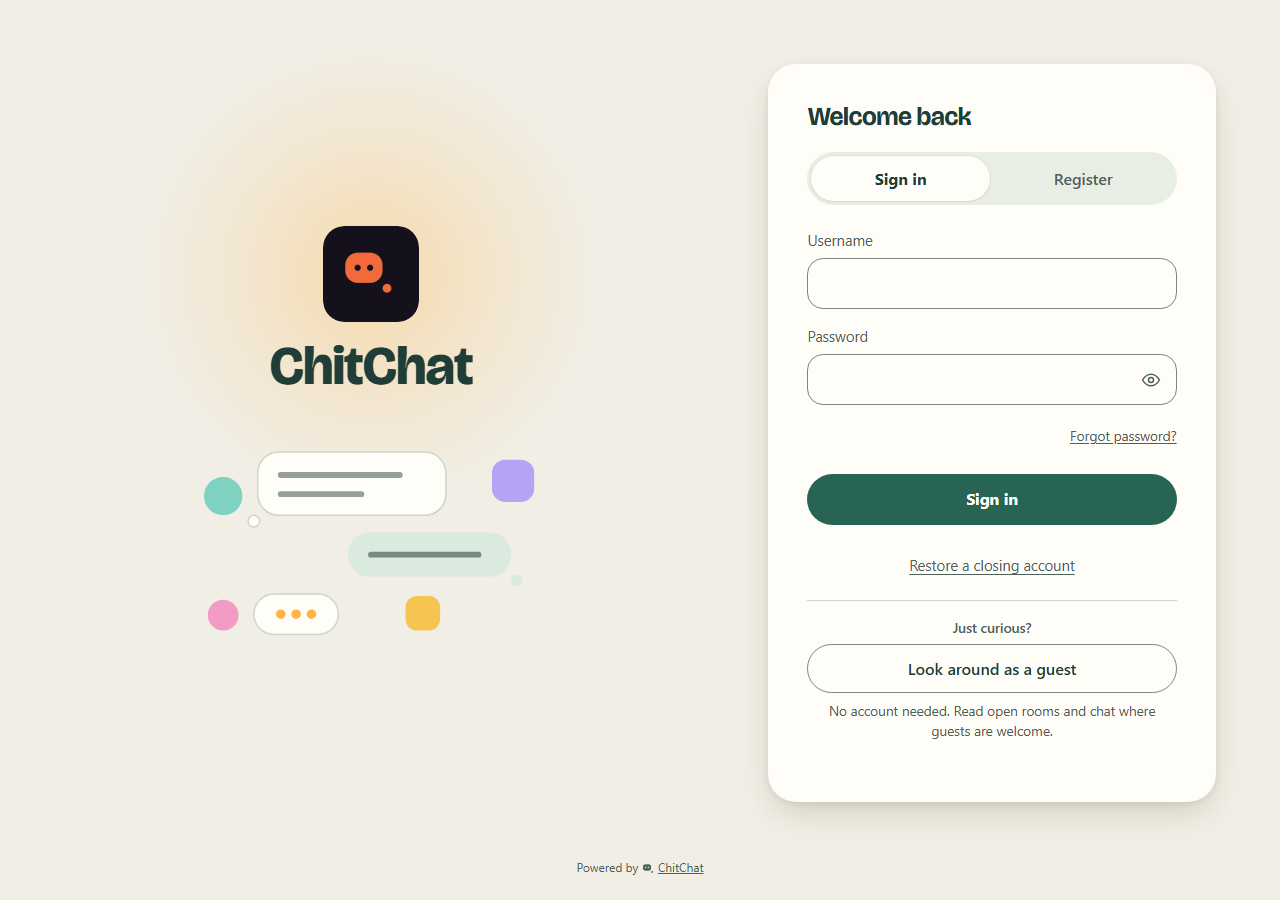 ChitChat
Welcome back
Sign in
Register
Username
Password
Forgot password?
Sign in
Restore a closing account
Just curious?
Look around as a guest
No account needed. Read open rooms and chat where
guests are welcome.
Powered by ChitChat